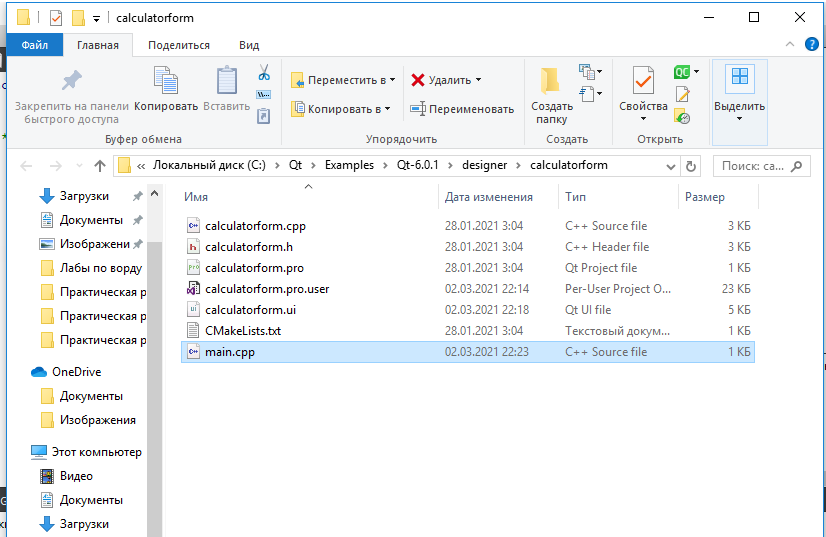 calculatorform
Файл Главная Поделиться Вид
Закрепить на панели быстрого доступа
Копировать
Вставить
Переместить в
Копировать в
Удалить
Переименовать
Создать папку
Свойства
Выделить
Буфер обмена Упорядочить Создать Открыть
« Локальный диск (C:) › Qt › Examples › Qt-6.0.1 › designer › calculatorform
Поиск: ca...
Имя Дата изменения Тип Размер
calculatorform.cpp 28.01.2021 3:04 C++ Source file 3 КБ
calculatorform.h 28.01.2021 3:04 C++ Header file 3 КБ
calculatorform.pro 28.01.2021 3:04 Qt Project file 1 КБ
calculatorform.pro.user 02.03.2021 22:14 Per-User Project O... 23 КБ
calculatorform.ui 02.03.2021 22:18 Qt UI file 5 КБ
CMakeLists.txt 28.01.2021 3:04 Текстовый докум... 1 КБ
main.cpp 02.03.2021 22:23 C++ Source file 1 КБ
Загрузки
Документы
Изображени
Лабы по ворду
Практическая р
Практическая р
Практическая р
OneDrive
Документы
Изображения
Этот компьютер
Видео
Документы
Загрузки